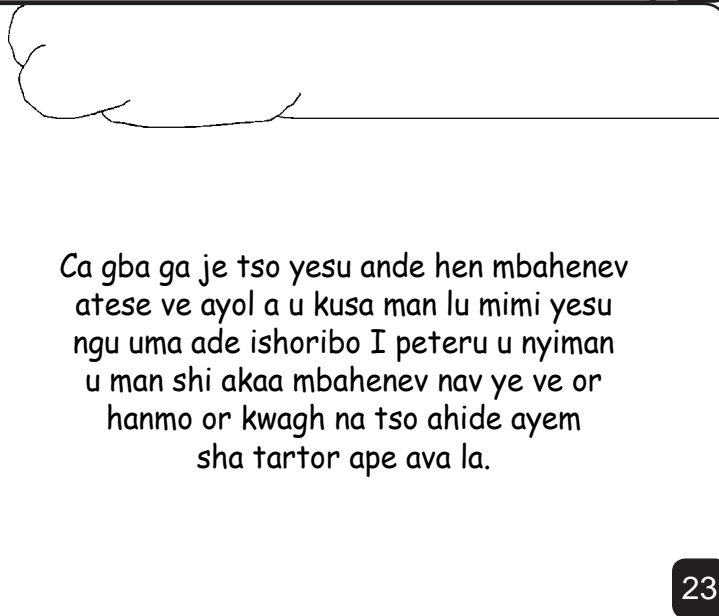 Ca gba ga je tso yesu ande hen mbahenev
atese ve ayol a u kusa man lu mimi yesu
ngu uma ade ishoribo I peteru u nyiman
u man shi akaa mbahenev nav ye ve or
hanmo or kwagh na tso ahide ayem
sha tartor ape ava la.
23